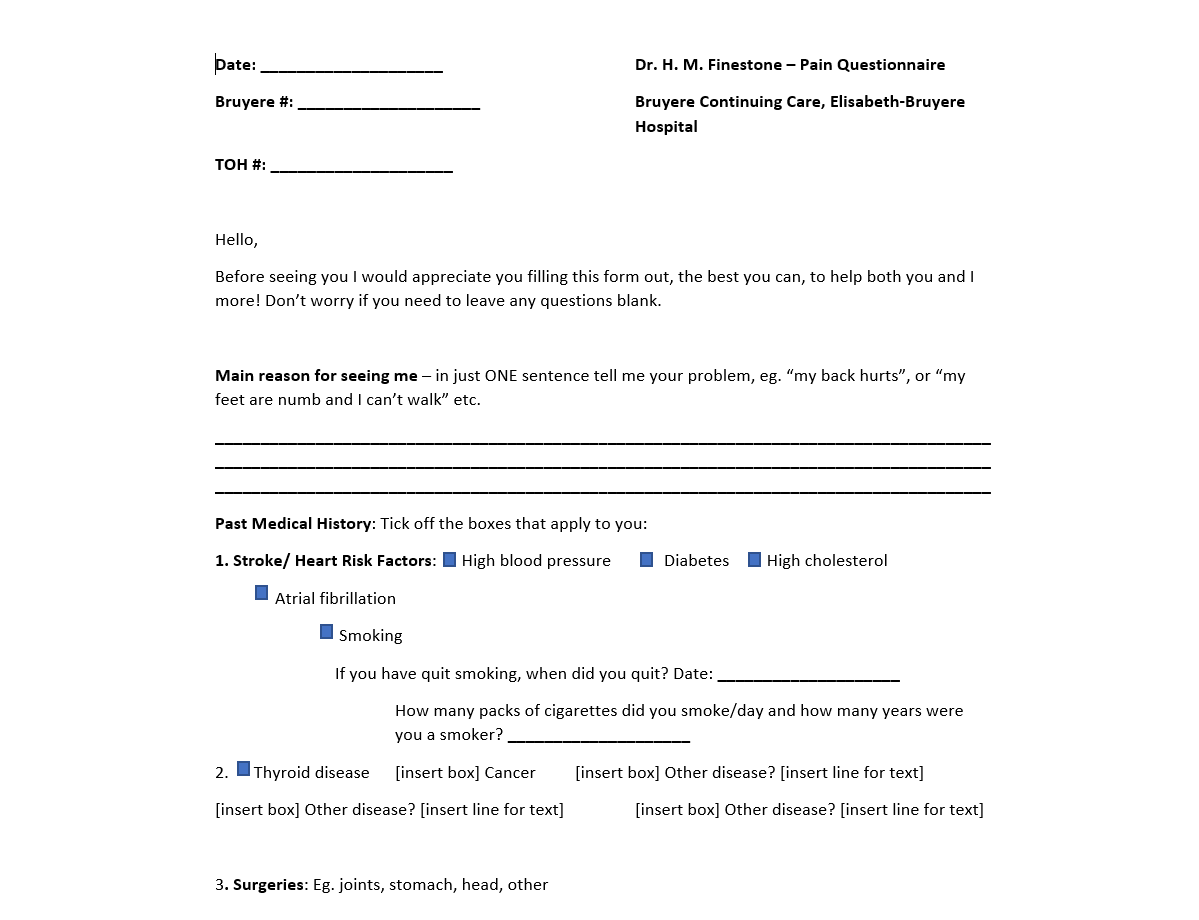 Date: ____________________ Dr. H. M. Finestone – Pain Questionnaire
Bruyere #: ____________________ Bruyere Continuing Care, Elisabeth-Bruyere
Hospital
TOH #: ____________________
Hello,
Before seeing you I would appreciate you filling this form out, the best you can, to help both you and I
more! Don’t worry if you need to leave any questions blank.
Main reason for seeing me – in just ONE sentence tell me your problem, eg. “my back hurts”, or “my
feet are numb and I can’t walk” etc.
Past Medical History: Tick off the boxes that apply to you:
1. Stroke/ Heart Risk Factors: High blood pressure Diabetes High cholesterol
Atrial fibrillation
Smoking
If you have quit smoking, when did you quit? Date: ____________________
How many packs of cigarettes did you smoke/day and how many years were
you a smoker? ____________________
2. Thyroid disease [insert box] Cancer [insert box] Other disease? [insert line for text]
[insert box] Other disease? [insert line for text] [insert box] Other disease? [insert line for text]
3. Surgeries: Eg. joints, stomach, head, other